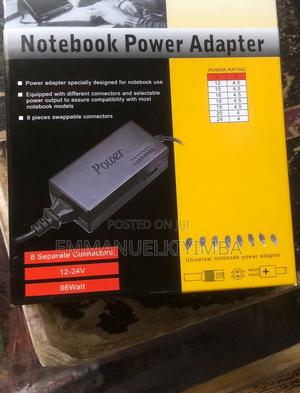 Notebook Power Adapter
Power adapter specially designed for notebook use
Equipped with different connectors and selectable
power output to assure compatibility with most
notebook models
8 pieces swappable connectors
POWER RATING
12 4.5
15 4.5
16 4.5
18 4.5
19 4.5
20 4
24 4
Power
POSTED ON jiji
EMMANUELKIYIMBA
8 Separate Connectors
12-24V
96Watt
Universal notebook power adapter